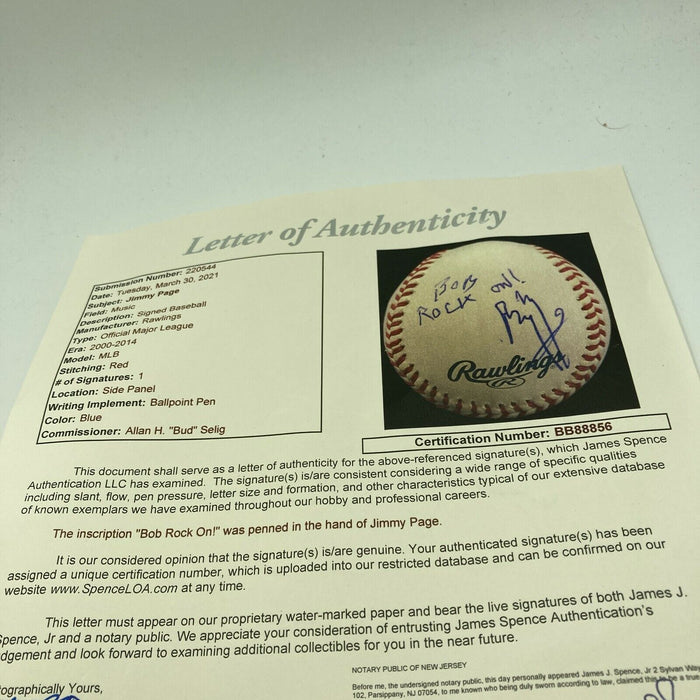 Letter of Authenticity
Submission Number: 220544
Date: Tuesday, March 30, 2021
Subject: Jimmy Page
Field: Music
Description: Signed Baseball
Manufacturer: Rawlings
Type: Official Major League
Era: 2000-2014
Model: MLB
Stitching: Red
# of Signatures: 1
Location: Side Panel
Writing Implement: Ballpoint Pen
Color: Blue
Commissioner: Allan H. "Bud" Selig
BOB
ROCK ON!
Rawlings
R
Certification Number: BB88856
This document shall serve as a letter of authenticity for the above-referenced signature(s), which James Spence
Authentication LLC has examined. The signature(s) is/are consistent considering a wide range of specific qualities
including slant, flow, pen pressure, letter size and formation, and other characteristics typical of our extensive database
of known exemplars we have examined throughout our hobby and professional careers.
The inscription "Bob Rock On!" was penned in the hand of Jimmy Page.
It is our considered opinion that the signature(s) is/are genuine. Your authenticated signature(s) has been
assigned a unique certification number, which is uploaded into our restricted database and can be confirmed on our
website www.SpenceLOA.com at any time.
This letter must appear on our proprietary water-marked paper and bear the live signatures of both James J.
Spence, Jr and a notary public. We appreciate your consideration of entrusting James Spence Authentication's
dgement and look forward to examining additional collectibles for you in the near future.
ographically Yours,
NOTARY PUBLIC OF NEW JERSEY
Before me, the undersigned notary public, this day personally appeared James J. Spence, Jr 2 Sylvan Way
102, Parsippany, NJ 07054, to me known who being duly sworn according to law, claimed this to be a true